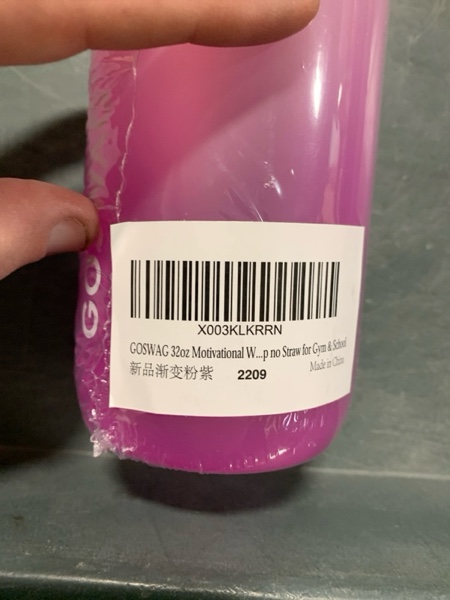 GO
X003KLKRRN
GOSWAG 32oz Motivational W...p no Straw for Gym & School
新品渐变粉紫 2209
Made in China